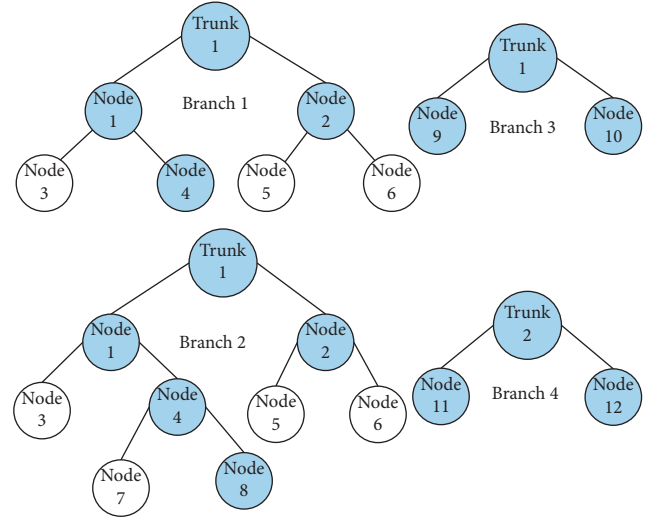 Trunk
1
Node
1
Branch 1
Node
2
Node
3
Node
4
Node
5
Node
6
Trunk
1
Node
9
Branch 3
Node
10
Trunk
1
Node
1
Branch 2
Node
2
Node
3
Node
4
Node
5
Node
6
Node
7
Node
8
Trunk
2
Node
11
Branch 4
Node
12